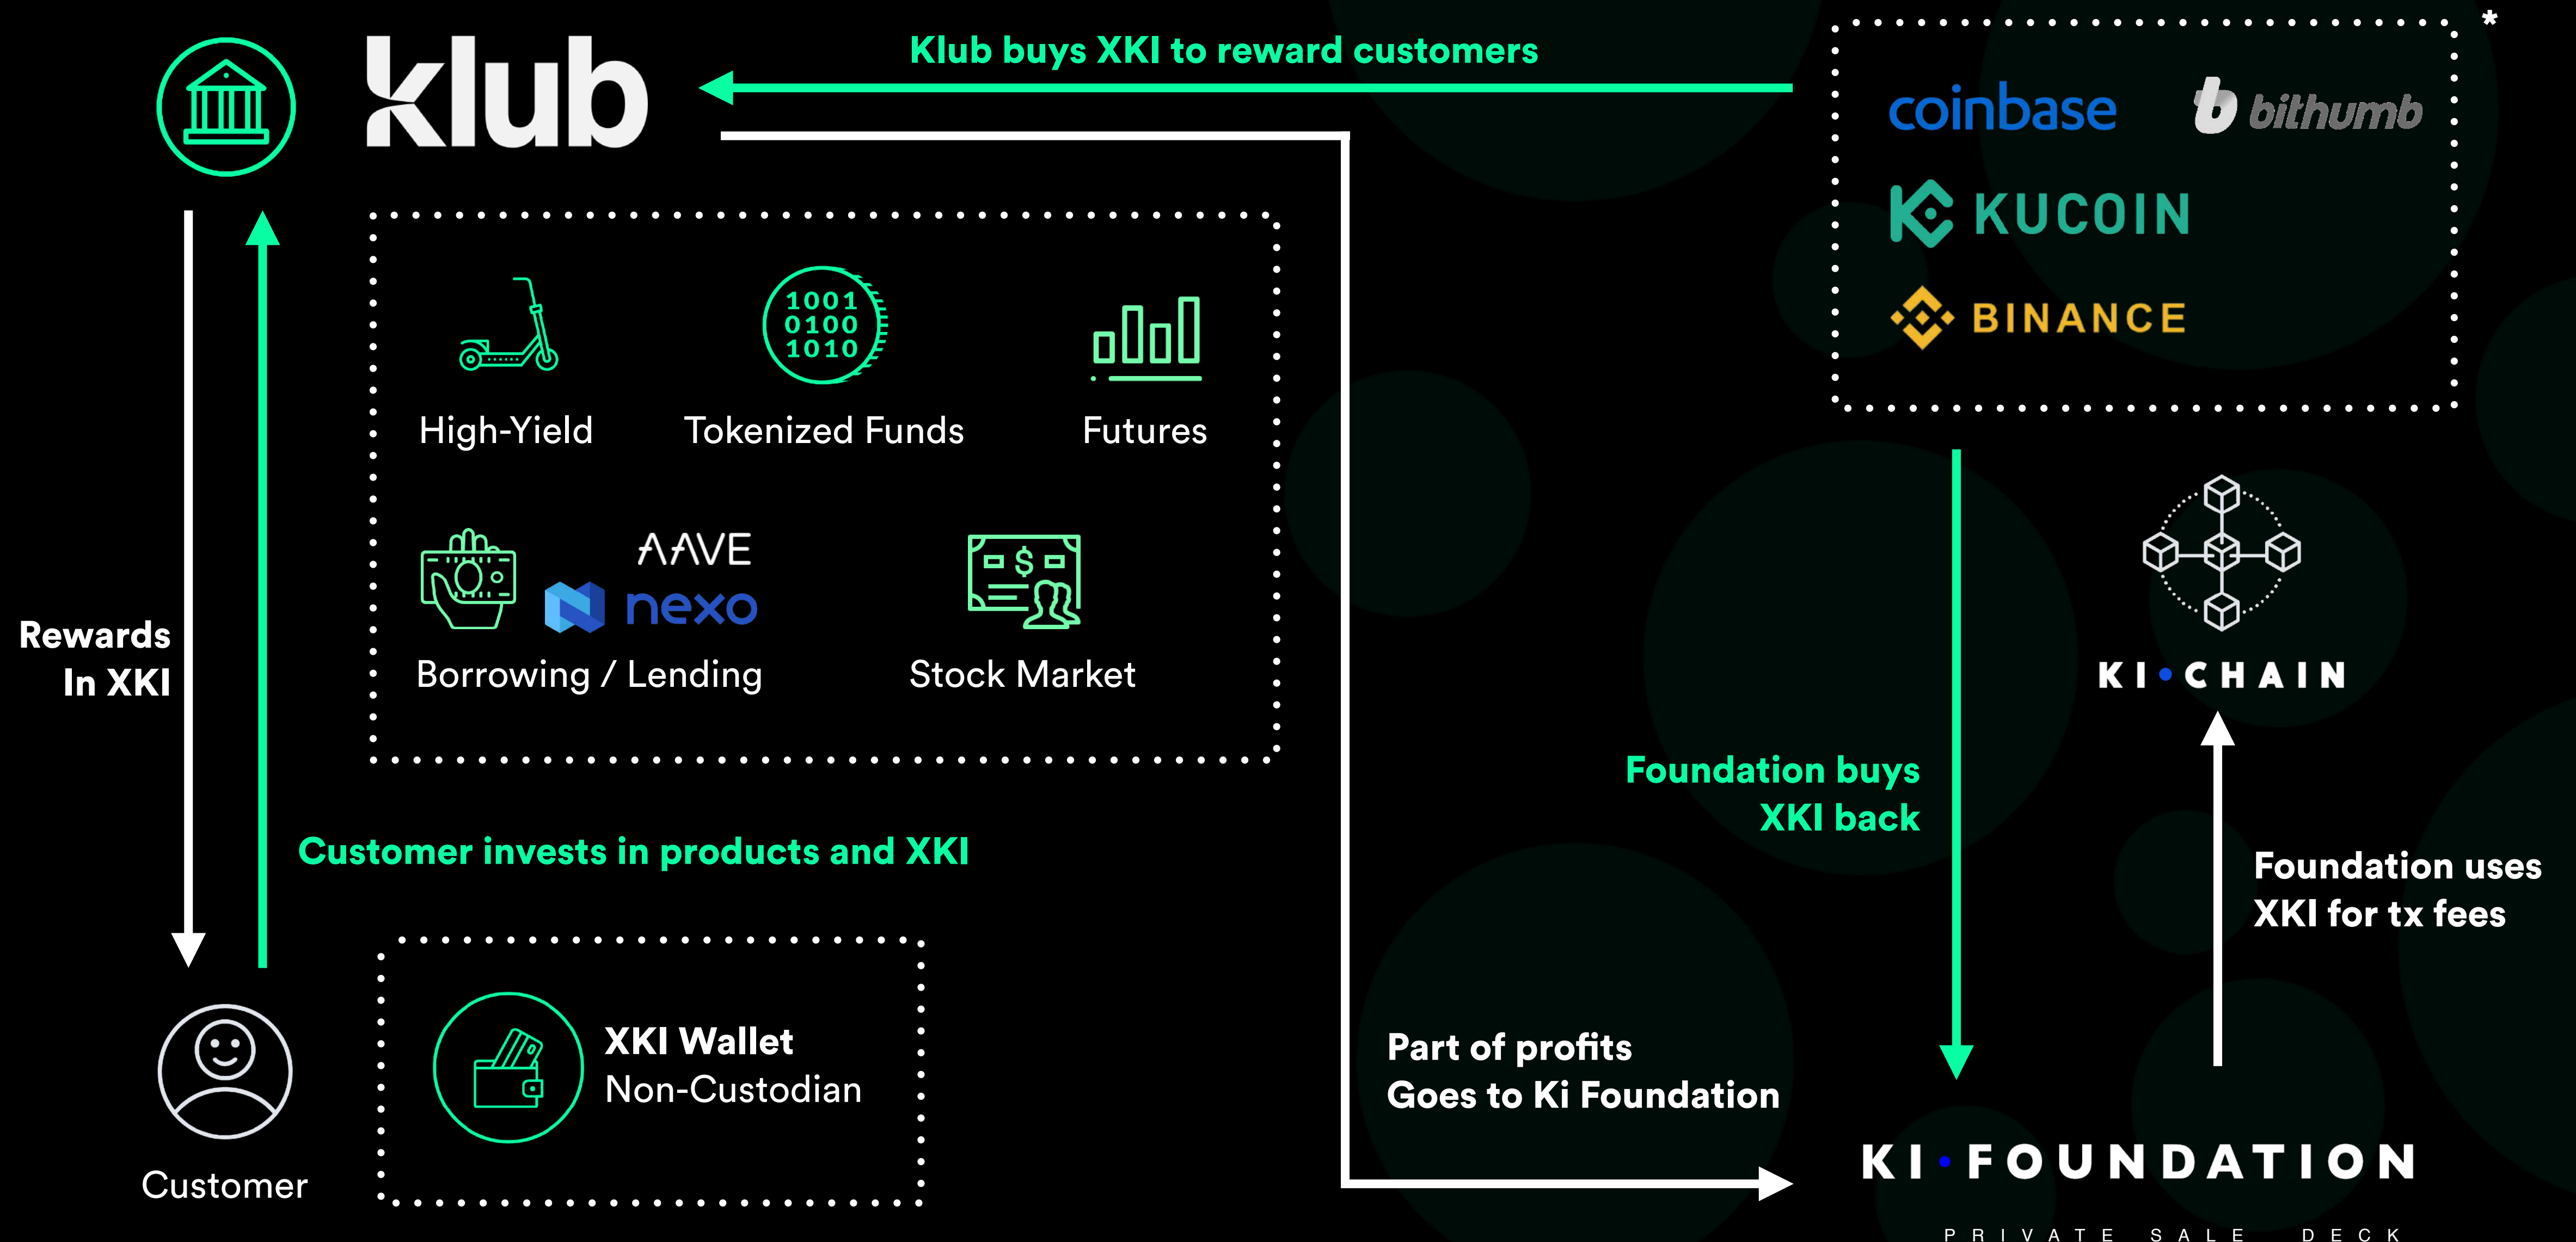 klub
Klub buys XKI to reward customers
*
coinbase
bithumb
KUCOIN
BINANCE
1001
0100
1010
High-Yield
Tokenized Funds
Futures
AAVE
nexo
$
Borrowing / Lending
Stock Market
Rewards
In XKI
KI•CHAIN
Foundation buys
XKI back
Customer invests in products and XKI
Foundation uses
XKI for tx fees
XKI Wallet
Non-Custodian
Customer
Part of profits
Goes to Ki Foundation
KI•FOUNDATION
PRIVATE SALE DECK